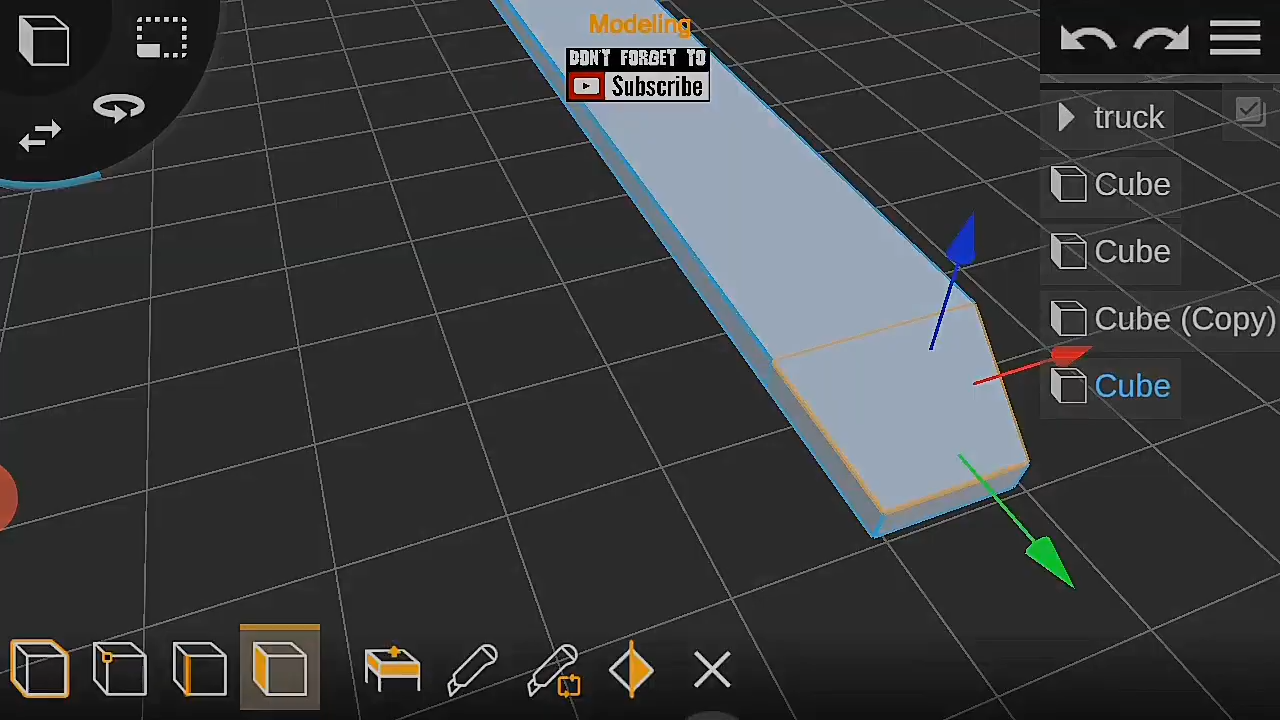 Modeling
DON'T FORGET TO
Subscribe
truck
Cube
Cube
Cube (Copy)
Cube